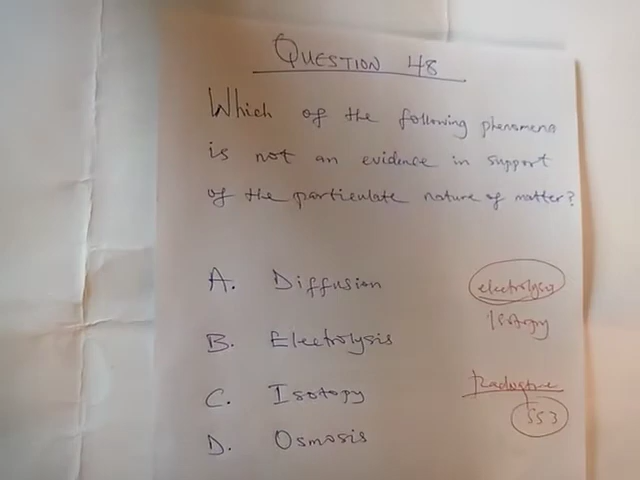 QUESTION 48
Which of the following phenomena
is not an evidence in support
of the particulate nature of matter?
A. Diffusion
electrolysis
Isotopy
B. Electrolysis
C. Isotopy
SS3
D. Osmosis